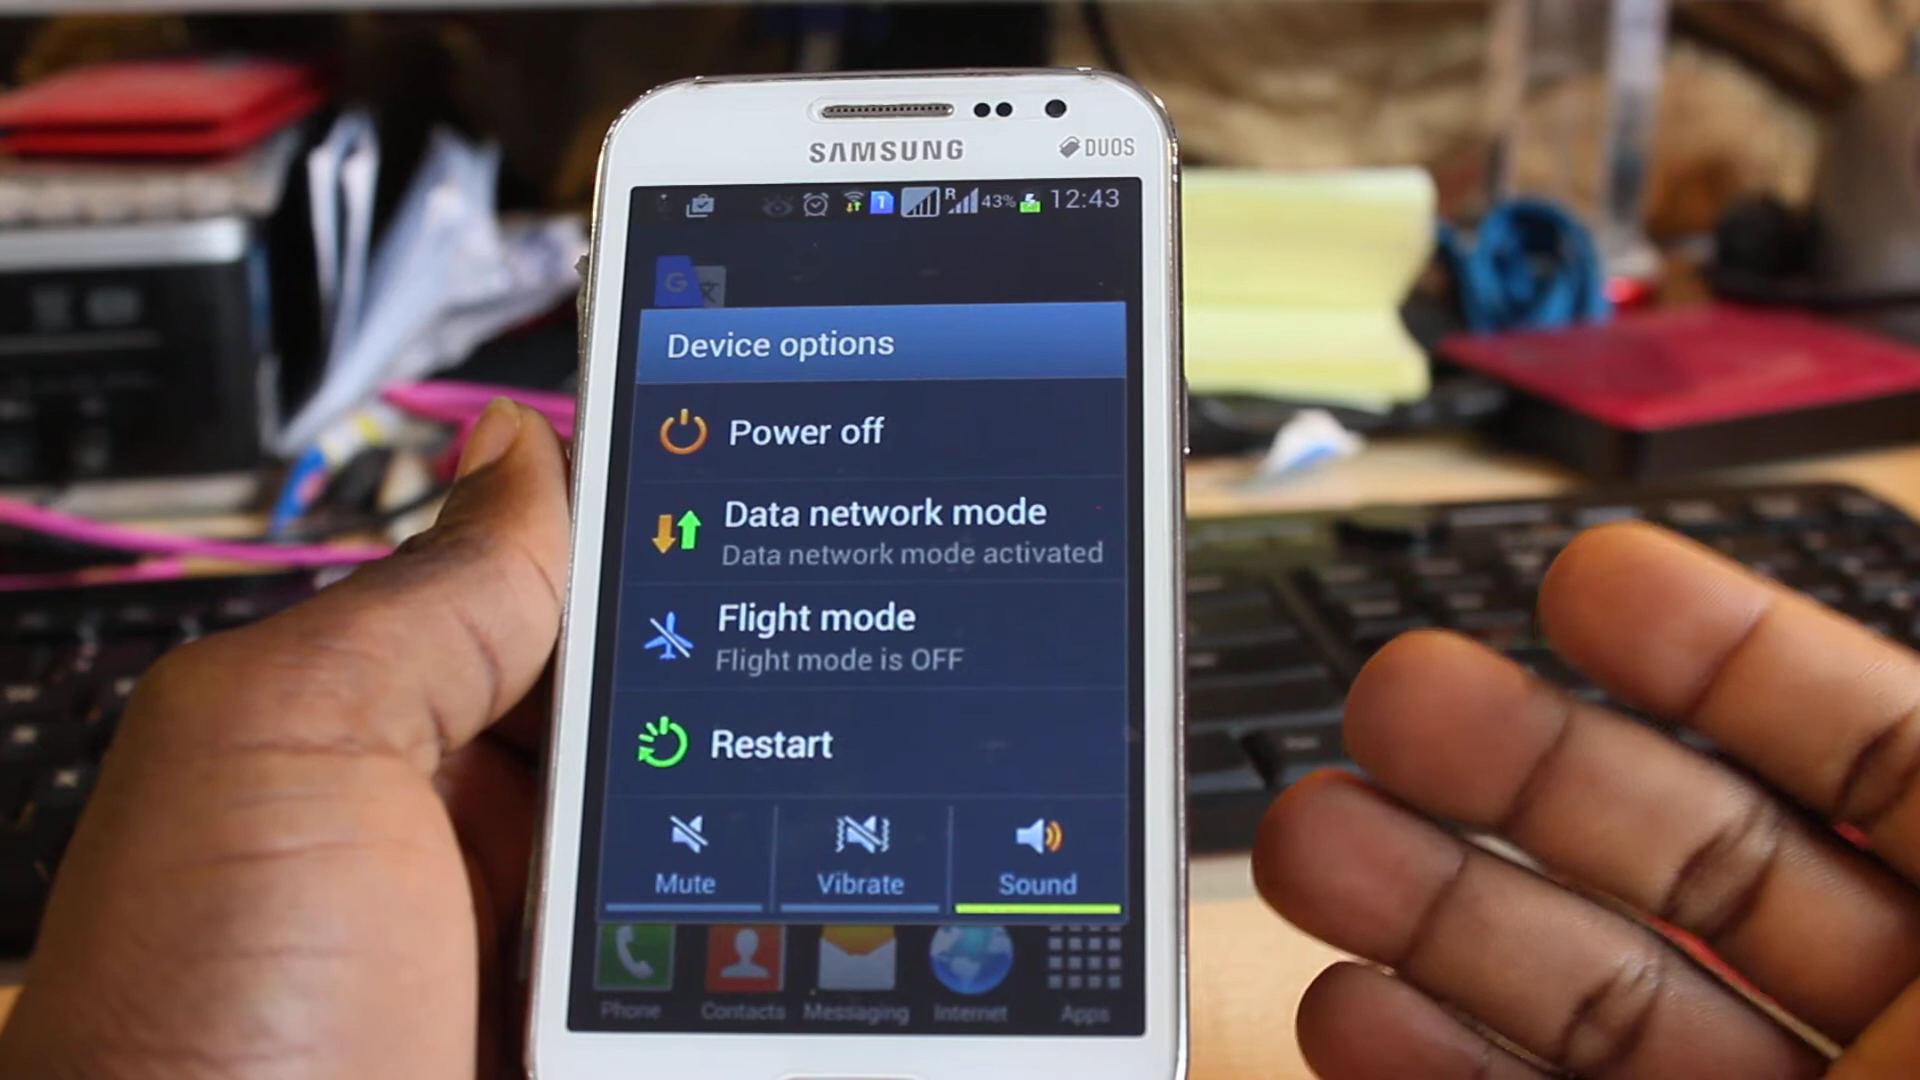 SAMSUNG
DUOS
1 R 43% 12:43
G
Device options
Power off
Data network mode
Data network mode activated
Flight mode
Flight mode is OFF
Restart
Mute Vibrate Sound
Phone Contacts Messaging Internet Apps